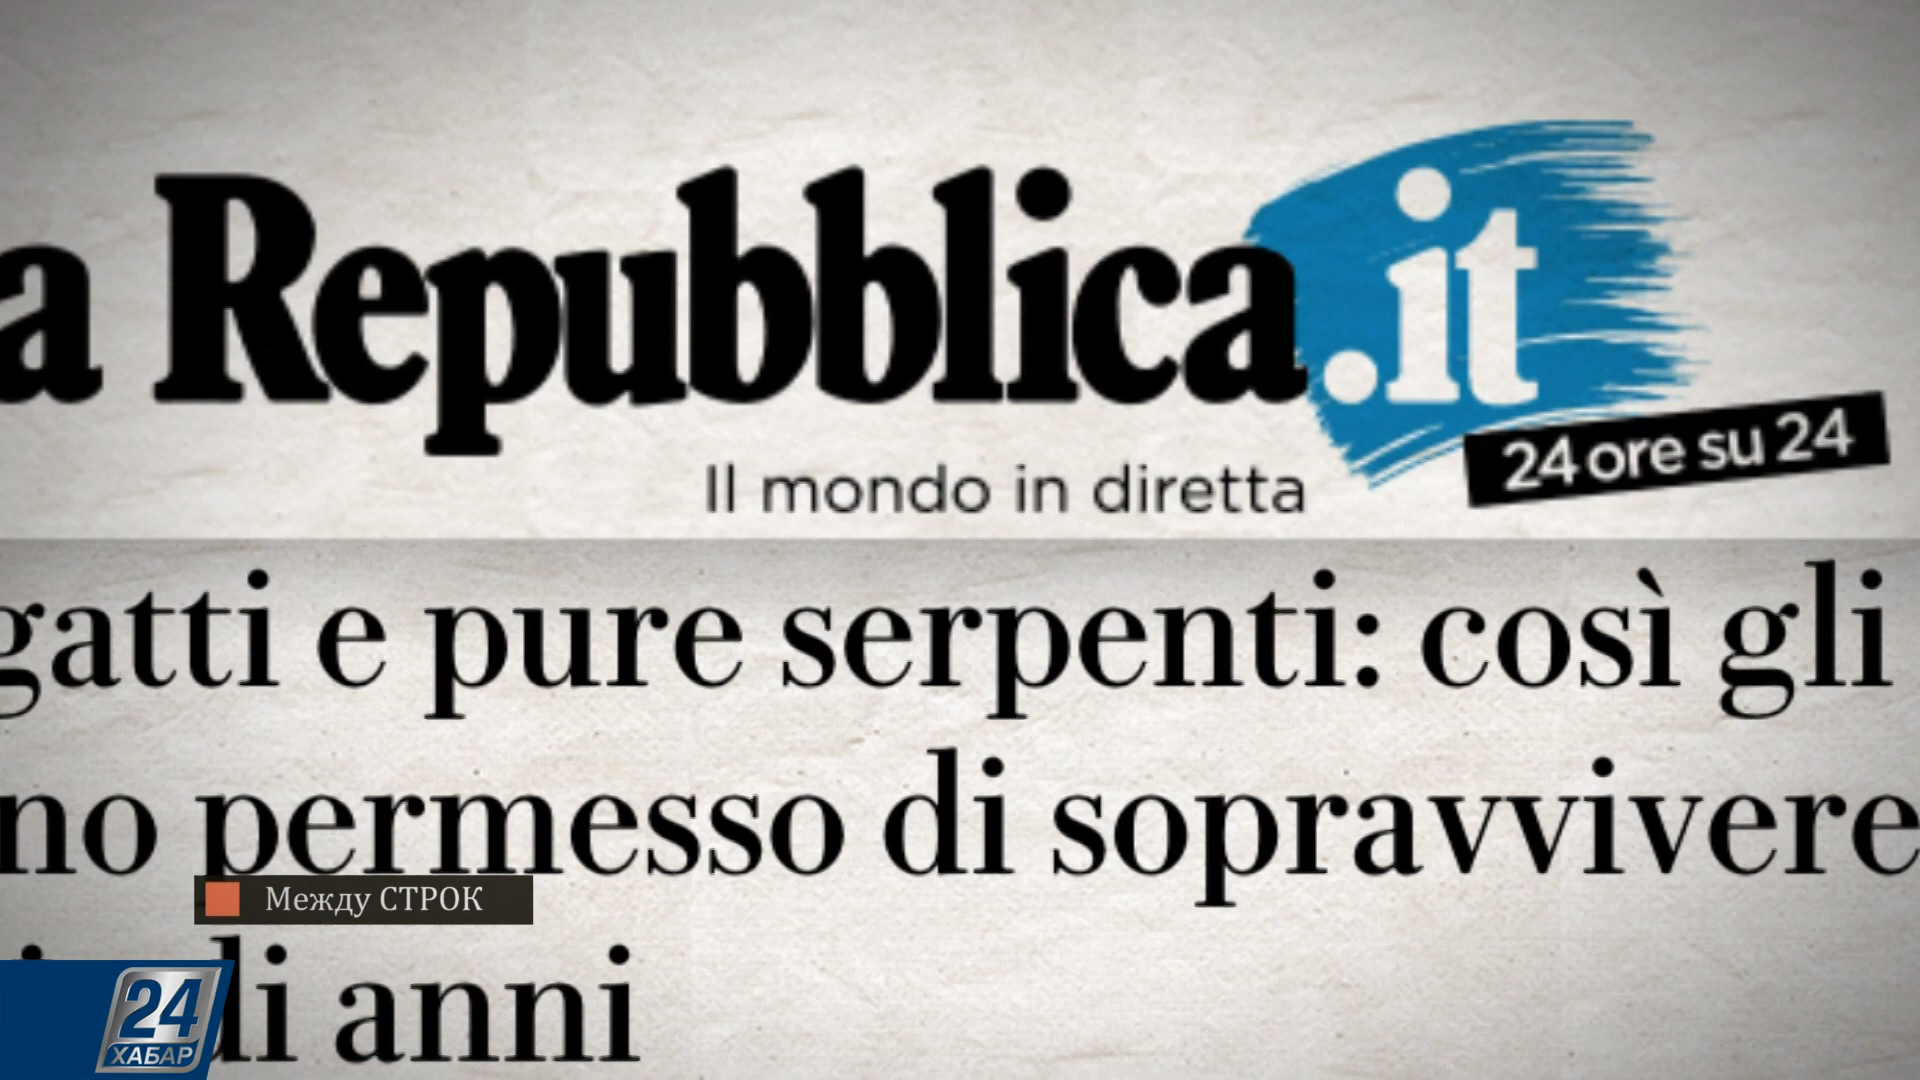 a Repubblica.it
Il mondo in diretta
24 ore su 24
gatti e pure serpenti: così gli
no permesso di sopravvivere
Между СТРОК
di anni
24
ХАБАР